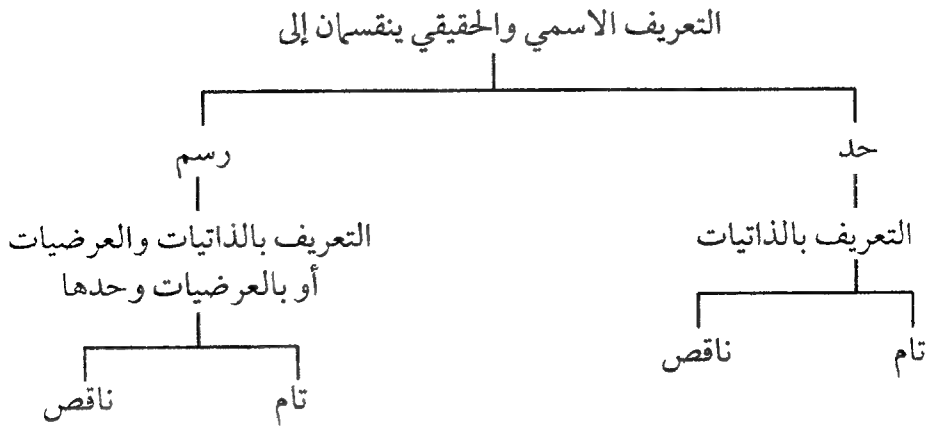 التعريف الاسمي والحقيقي ينقسمان إلى
حد
رسم
التعريف بالذاتيات
التعريف بالذاتيات والعرضيات
أو بالعرضيات وحدها
تام
ناقص
تام
ناقص